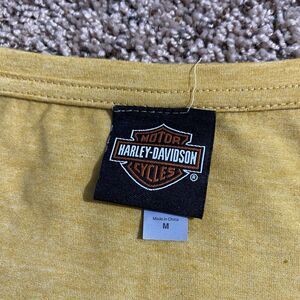 MOTOR
HARLEY-DAVIDSON
CYCLES
®
Made in China
M